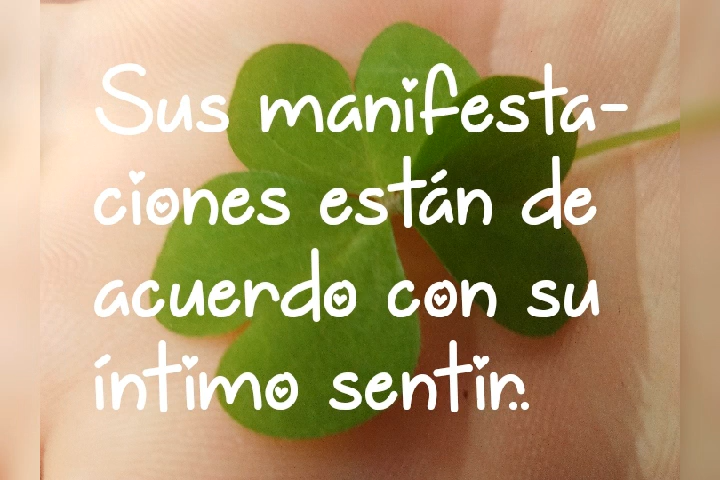 Sus manifesta-
ciones están de
acuerdo con su
íntimo sentir..